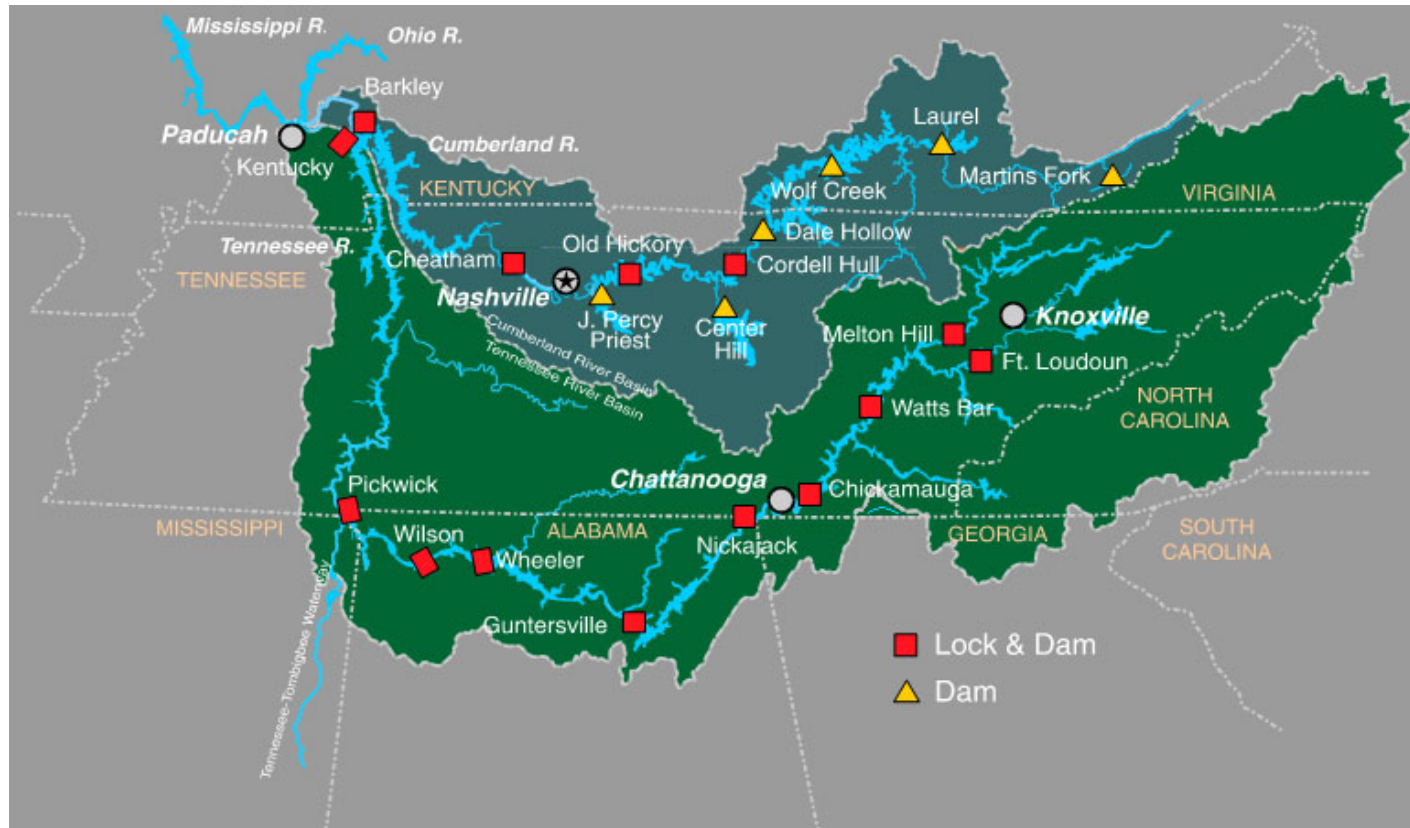 Mississippi R.
Ohio R.
Barkley
Paducah
Kentucky
Cumberland R.
KENTUCKY
Laurel
Wolf Creek
Martins Fork
VIRGINIA
Tennessee R.
TENNESSEE
Cheatham
Old Hickory
Dale Hollow
Cordell Hull
Nashville
J. Percy
Priest
Center
Hill
Cumberland River Basin
Tennessee River Basin
Melton Hill
Knoxville
Ft. Loudoun
Watts Bar
NORTH
CAROLINA
Pickwick
Chattanooga
Chickamauga
MISSISSIPPI
Wilson
ALABAMA
Wheeler
Nickajack
GEORGIA
SOUTH
CAROLINA
Guntersville
Tennessee-Tombigbee Waterway
Lock & Dam
Dam